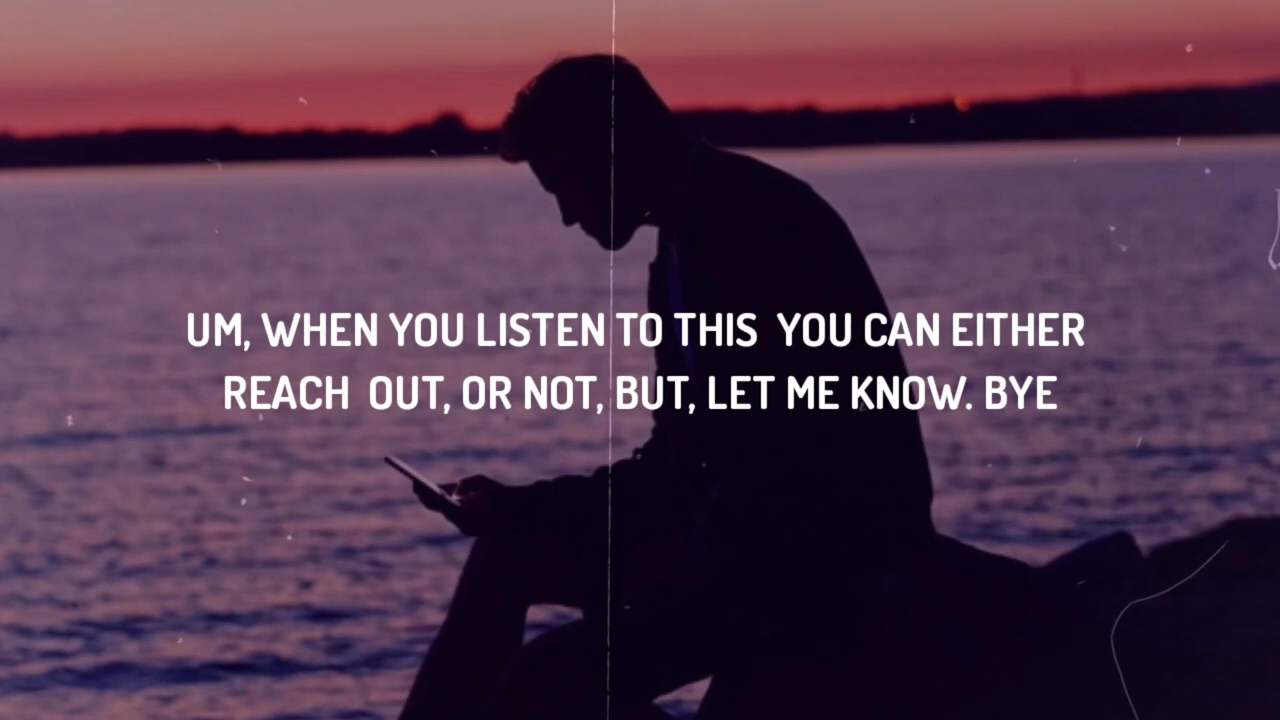 UM, WHEN YOU LISTEN TO THIS  YOU CAN EITHER
REACH  OUT, OR NOT, BUT, LET ME KNOW. BYE